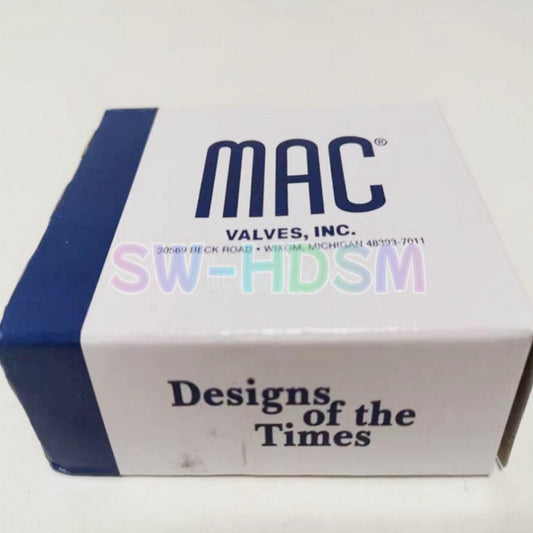 MAC®
VALVES, INC.
30569 BECK ROAD • WIXOM, MICHIGAN 48393-7011
SW-HDSM
Designs
of the
Times